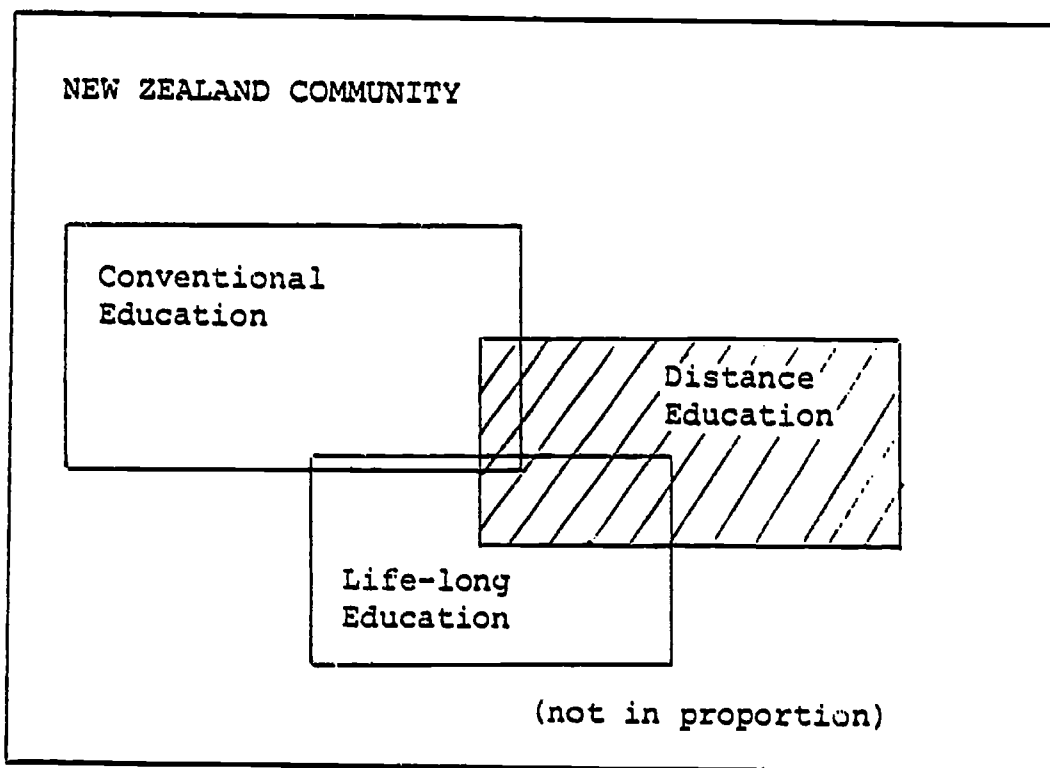 NEW ZEALAND COMMUNITY
Conventional
Education
Distance
Education
Life-long
Education
(not in proportion)